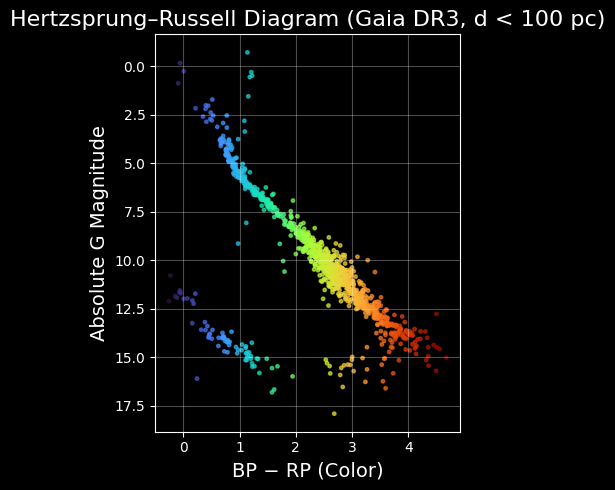 Hertzsprung–Russell Diagram (Gaia DR3, d < 100 pc)
Absolute G Magnitude
0.0
2.5
5.0
7.5
10.0
12.5
15.0
17.5
0 1 2 3 4
BP − RP (Color)